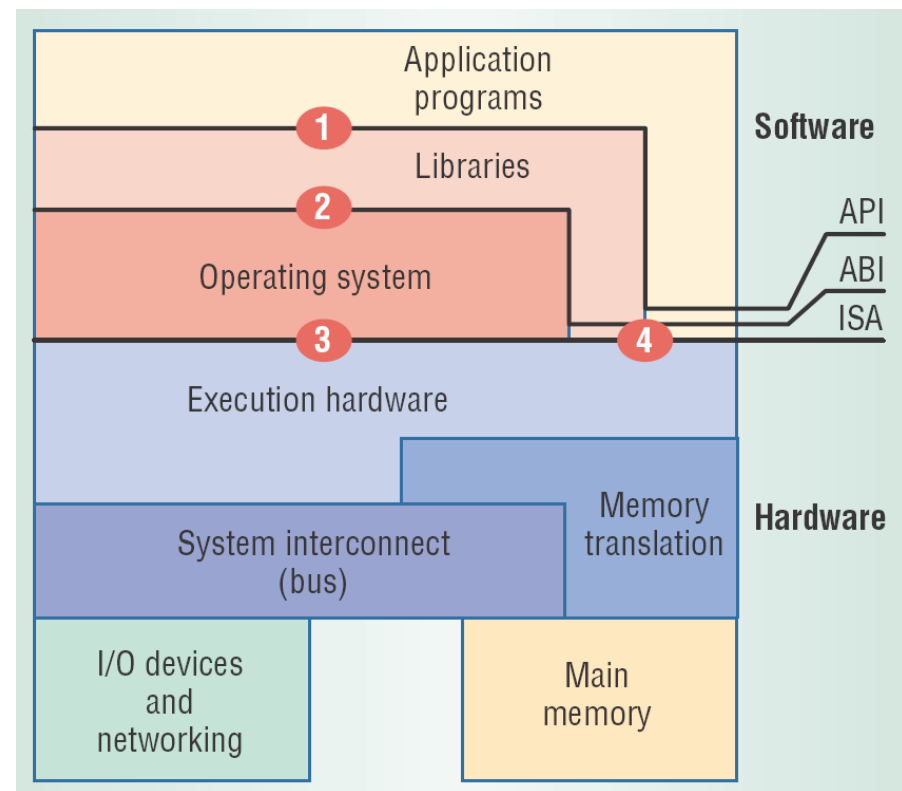 Application
programs
Software
1
Libraries
2
API
Operating system
ABI
ISA
3
4
Execution hardware
Memory
translation
Hardware
System interconnect
(bus)
I/O devices
and
networking
Main
memory